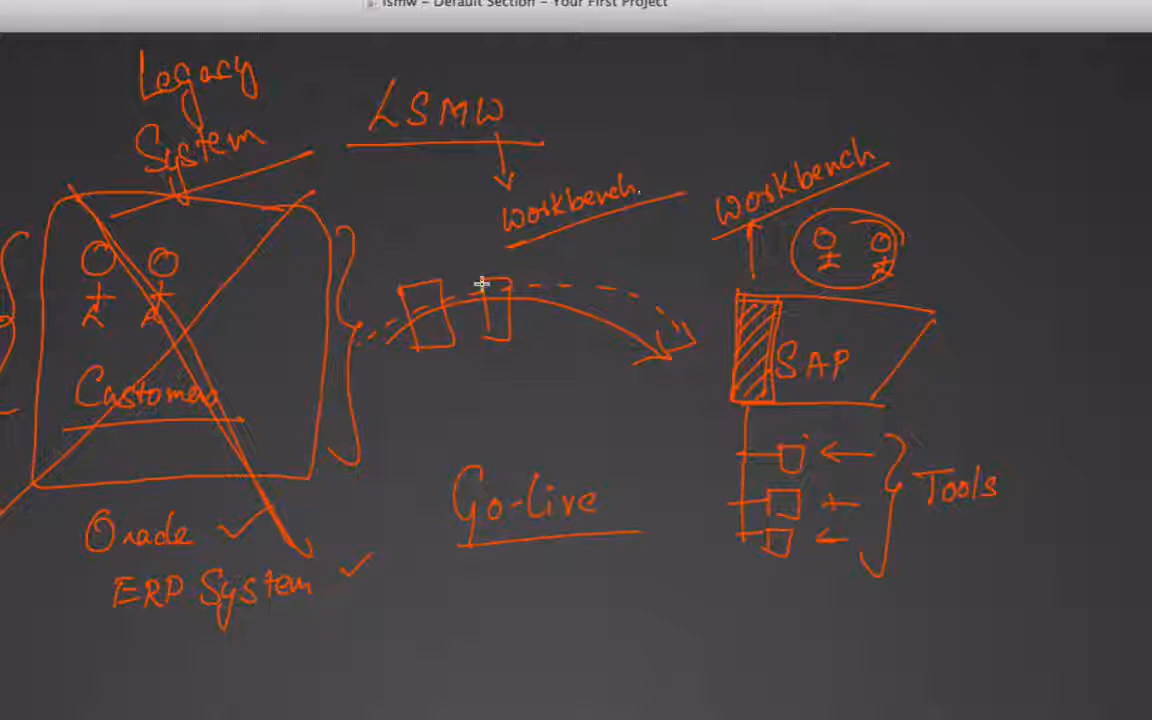 lsmw – Default Section – Your First Project
Legacy
System
LSMW
Workbench
Workbench
SAP
Customer
Go-Live
Tools
Oracle
ERP System